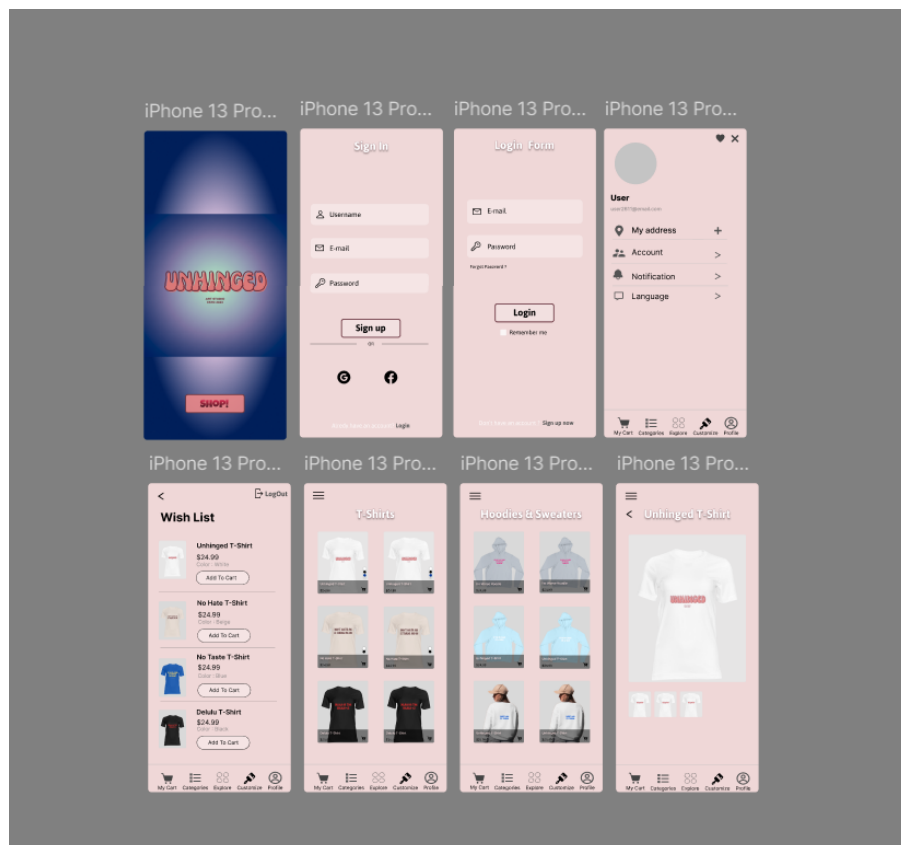 iPhone 13 Pro...
iPhone 13 Pro...
iPhone 13 Pro...
iPhone 13 Pro...
UNHINGED
SHOP!
Sign In
Username
E-mail
Password
Sign up
Login
Login Form
E-mail
Password
Forgot Password ?
Login
Remember me
Sign up now
User
My address
Account
Notification
Language
My Cart
Categories
Explore
Customize
Profile
iPhone 13 Pro...
iPhone 13 Pro...
iPhone 13 Pro...
iPhone 13 Pro...
LogOut
Wish List
Unhinged T-Shirt
$24.99
Color : White
Add To Cart
No Hate T-Shirt
$24.99
Color : Beige
Add To Cart
No Taste T-Shirt
$24.99
Color : Blue
Add To Cart
Delulu T-Shirt
$24.99
Color : Black
Add To Cart
My Cart
Categories
Explore
Customize
Profile
T-Shirts
My Cart
Categories
Explore
Customize
Profile
Hoodies & Sweaters
My Cart
Categories
Explore
Customize
Profile
Unhinged T-Shirt
UNHINGED
My Cart
Categories
Explore
Customize
Profile